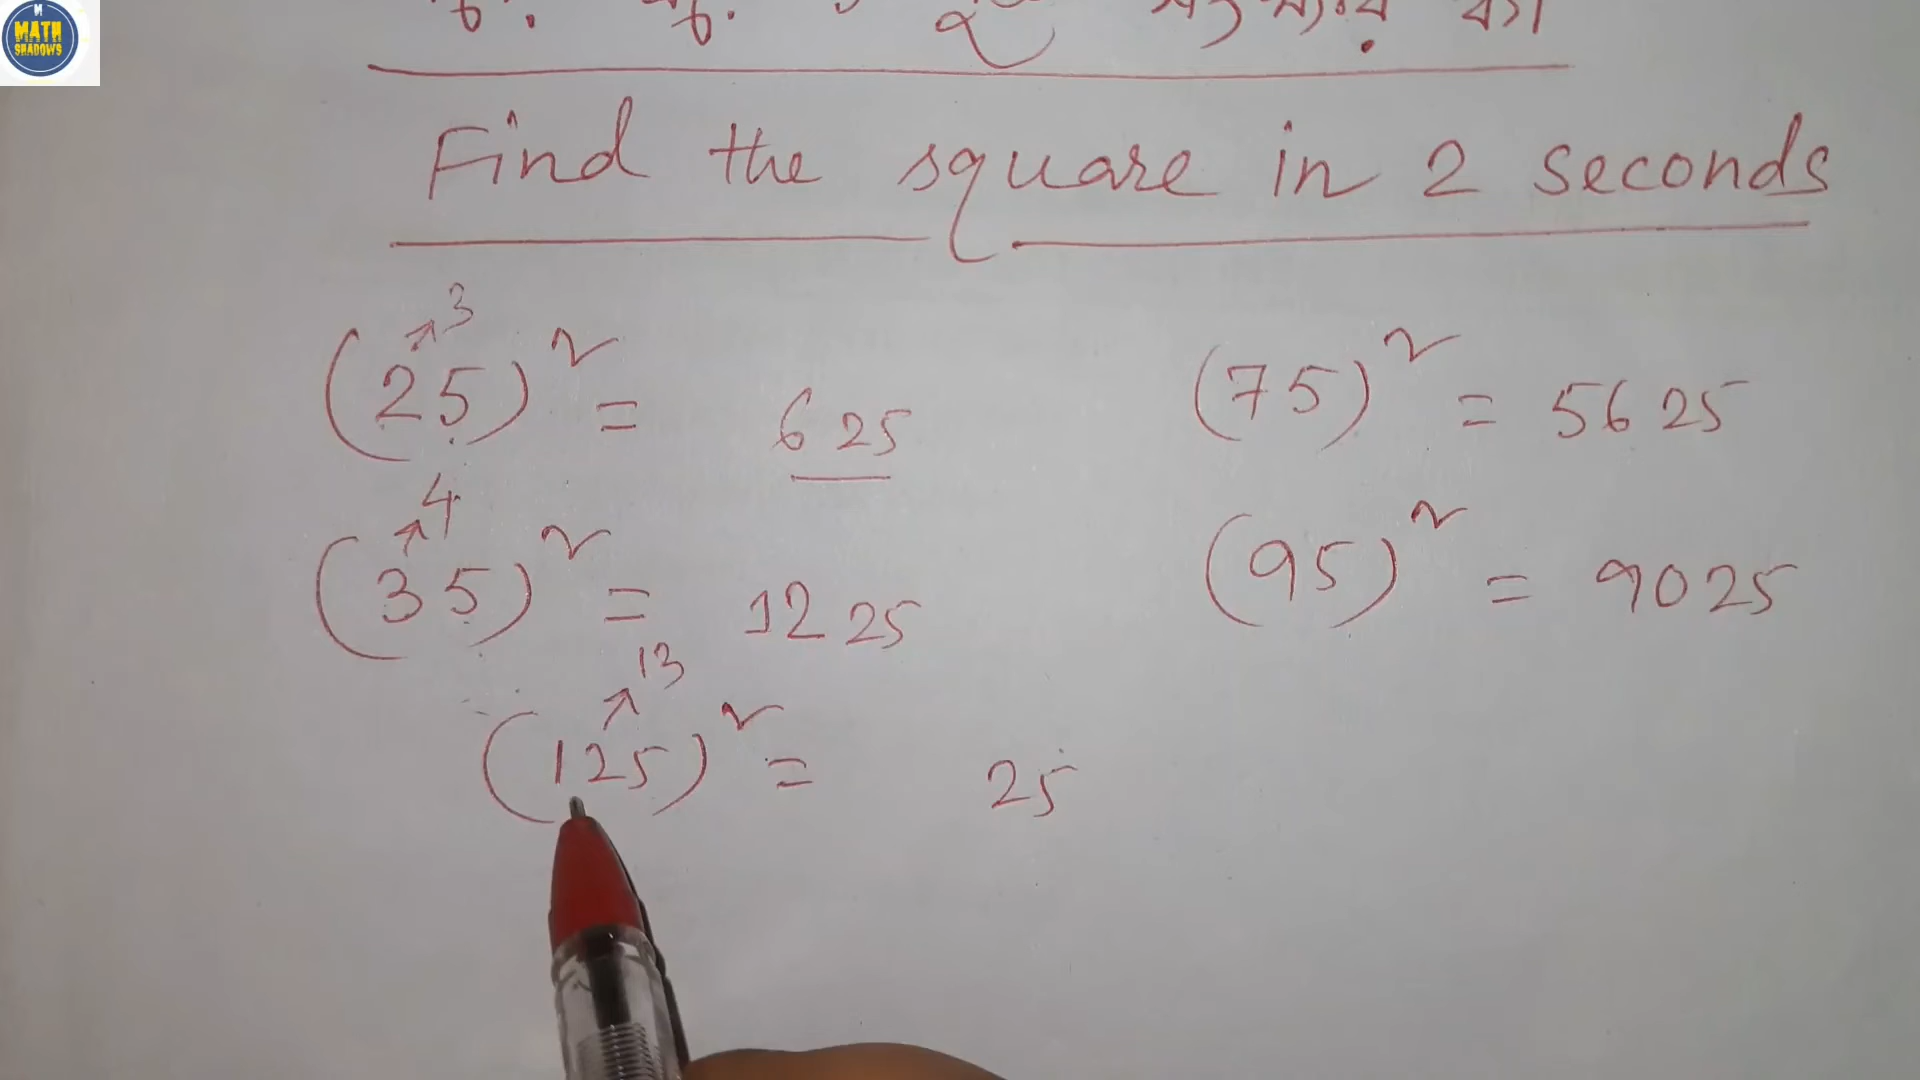 M
MATH
SHADOWS
Find the square in 2 seconds
3
(25)² = 625
(75)² = 5625
4
(35)² = 1225
(95)² = 9025
13
(125)² = 25